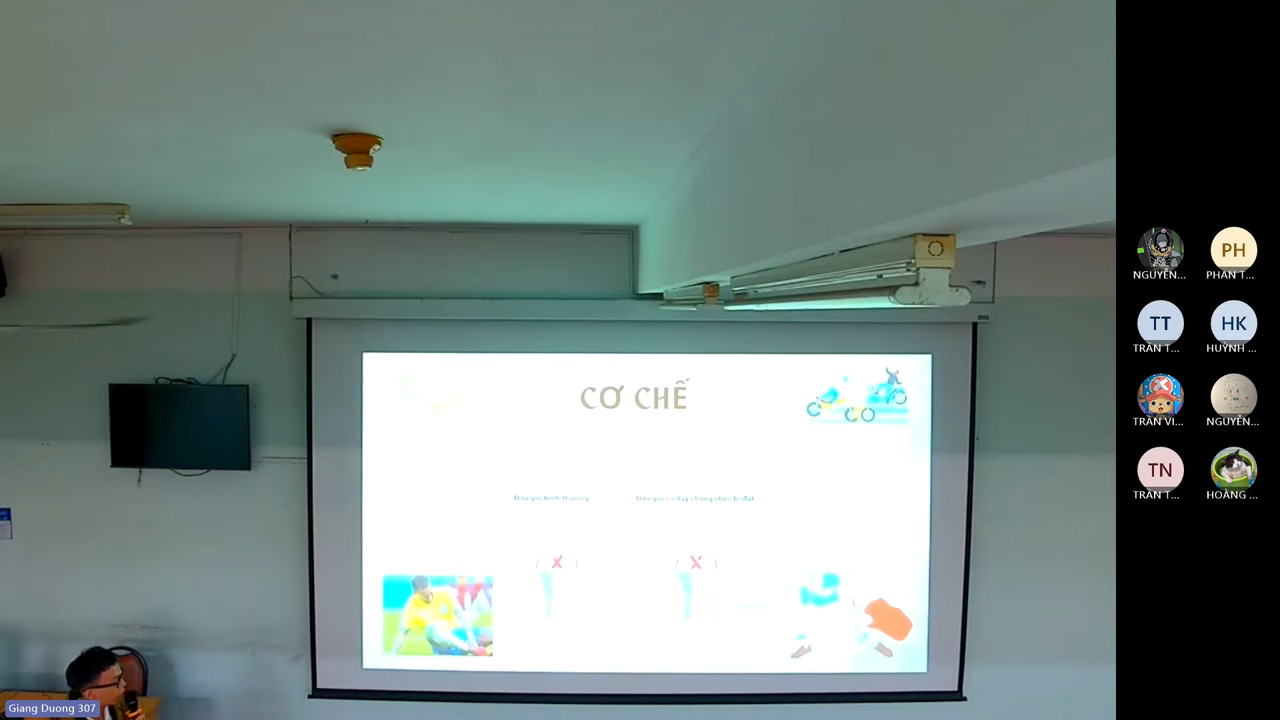 CƠ CHẾ
NGUYỄN...
PHAN T...
TT
TRẦN T...
PH
HK
HUỲNH ...
TRẦN VI...
NGUYỄN...
TN
TRẦN T...
HOÀNG ...
Giang Duong 307